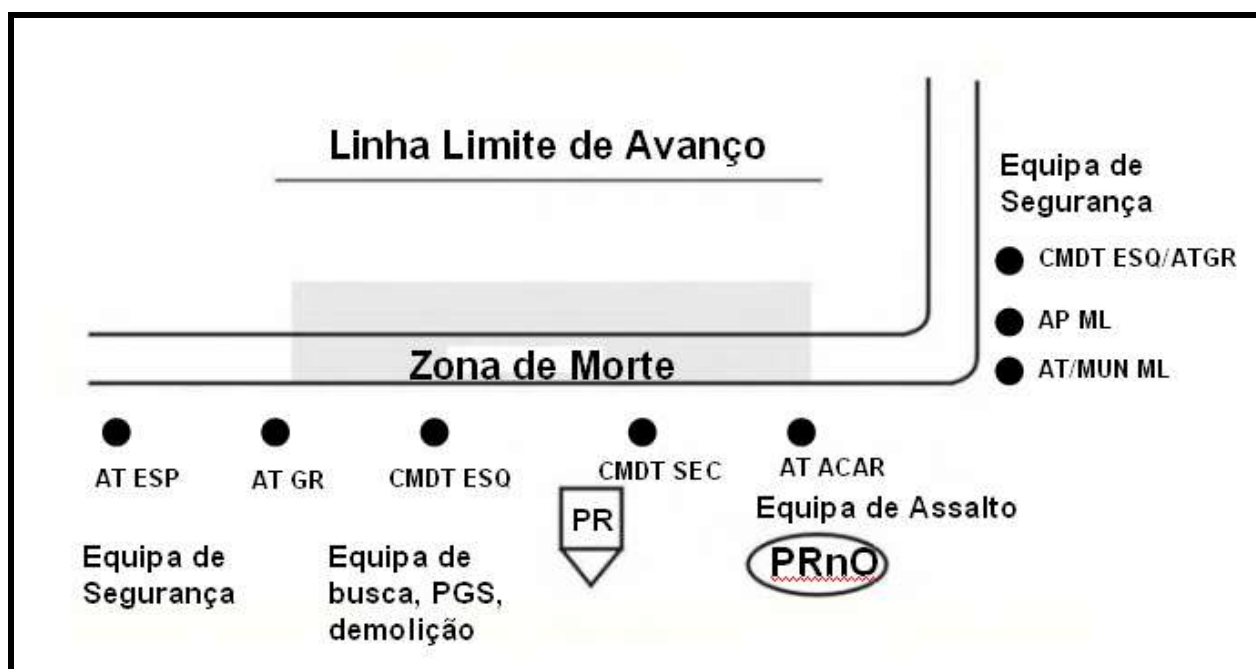 Linha Limite de Avanço
Equipa de
Segurança
CMDT ESQ/ATGR
AP ML
AT/MUN ML
Zona de Morte
AT ESP
AT GR
CMDT ESQ
CMDT SEC
AT ACAR
PR
Equipa de Assalto
PRnO
Equipa de
Segurança
Equipa de
busca, PGS,
demolição